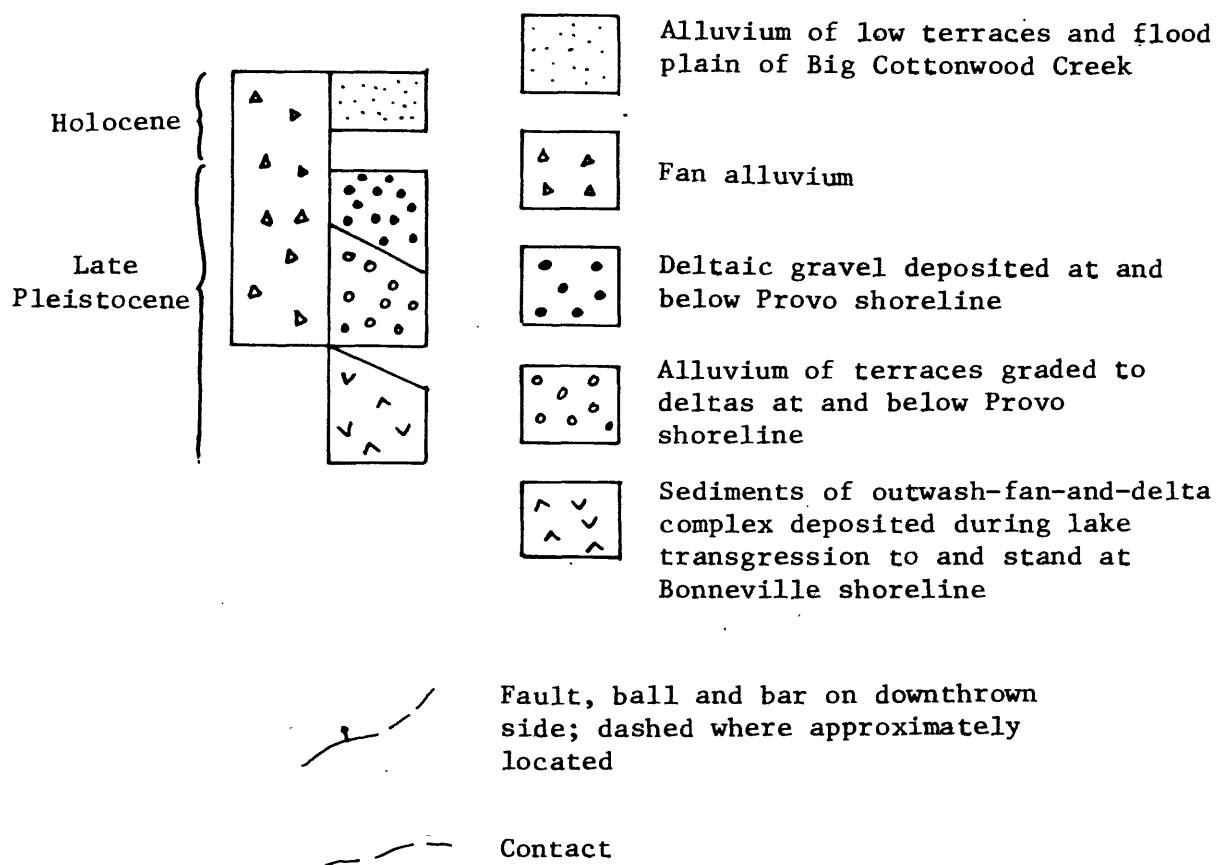 Holocene
Late
Pleistocene
Alluvium of low terraces and flood
plain of Big Cottonwood Creek
Fan alluvium
Deltaic gravel deposited at and
below Provo shoreline
Alluvium of terraces graded to
deltas at and below Provo
shoreline
Sediments of outwash-fan-and-delta
complex deposited during lake
transgression to and stand at
Bonneville shoreline
Fault, ball and bar on downthrown
side; dashed where approximately
located
Contact